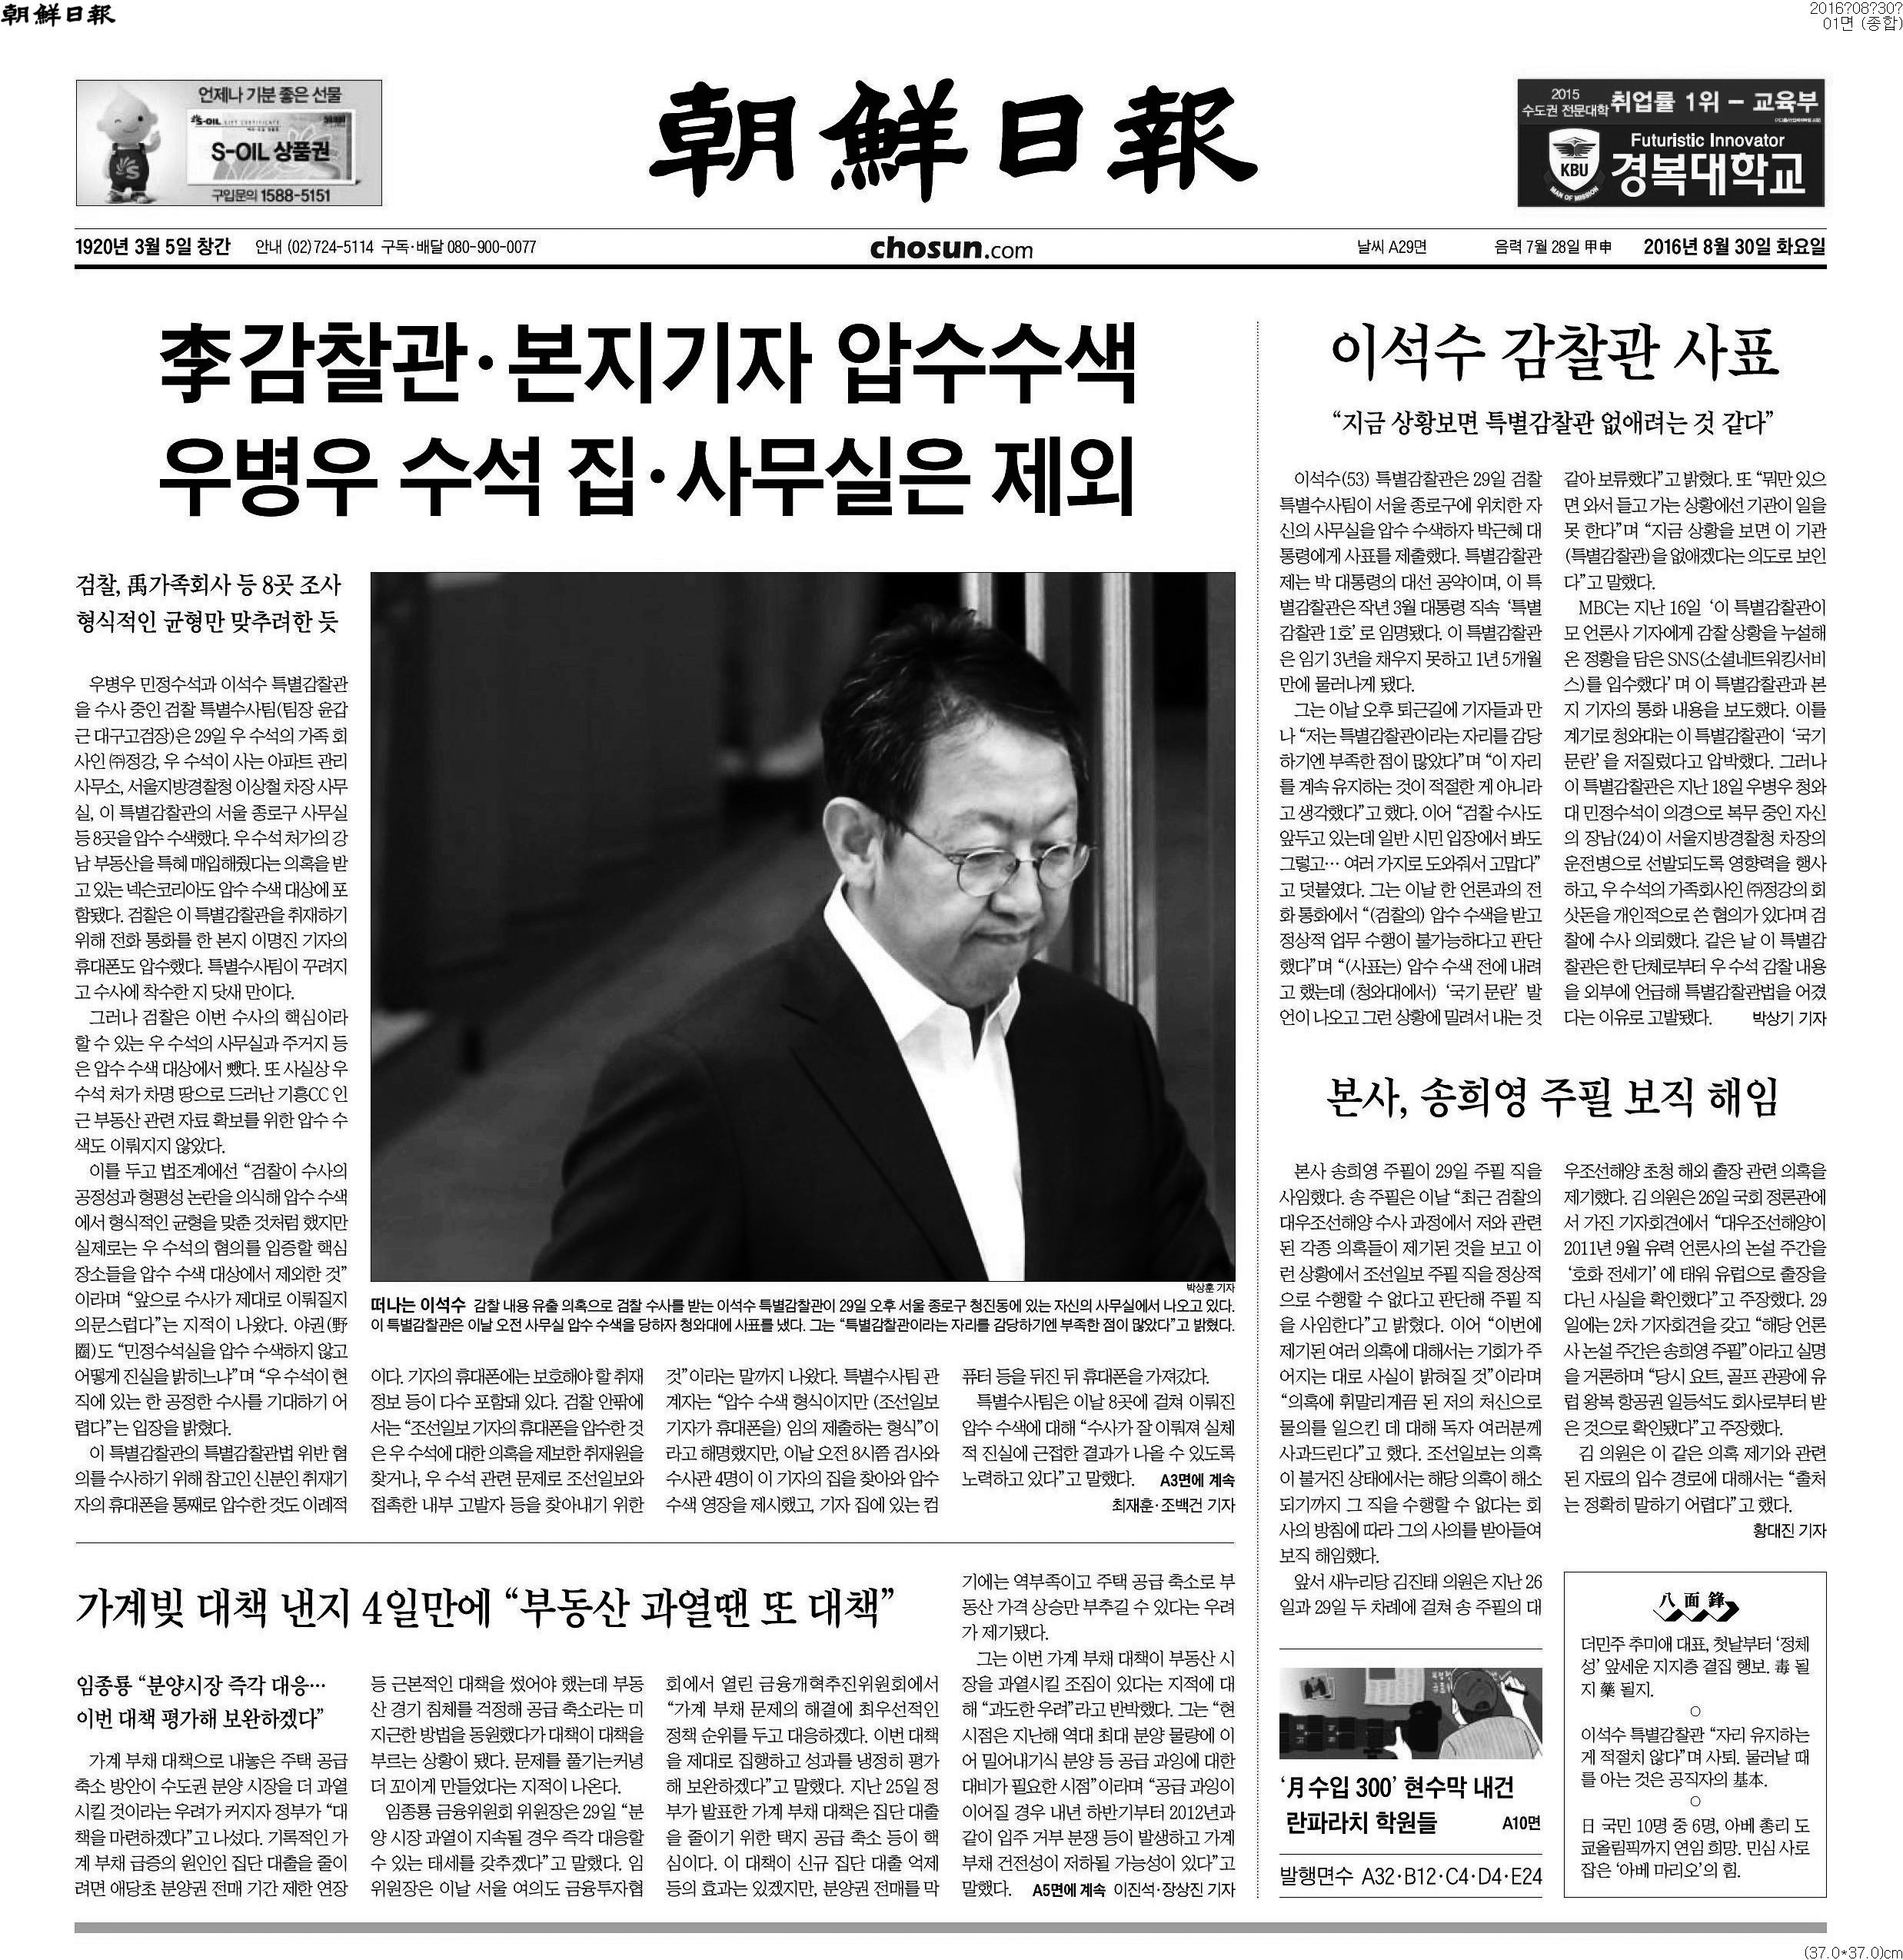 朝鮮日報
2016?08?30?
01면 (종합)
언제나 기분 좋은 선물
S-OIL GIFT CERTIFICATE
S-OIL 상품권
구입문의 1588-5151
朝鮮日報
2015
수도권 전문대학 취업률 1위 – 교육부
Futuristic Innovator
KBU
MAN OF MISSION
경복대학교
1920년 3월 5일 창간 안내 (02)724-5114 구독·배달 080-900-0077
chosun.com
날씨 A29면 음력 7월 28일 甲申 2016년 8월 30일 화요일
李감찰관·본지기자 압수수색
우병우 수석 집·사무실은 제외
검찰, 禹가족회사 등 8곳 조사
형식적인 균형만 맞추려한 듯
우병우 민정수석과 이석수 특별감찰관
을 수사 중인 검찰 특별수사팀(팀장 윤갑
근 대구고검장)은 29일 우 수석의 가족 회
사인 ㈜정강, 우 수석이 사는 아파트 관리
사무소, 서울지방경찰청 이상철 차장 사무
실, 이 특별감찰관의 서울 종로구 사무실
등 8곳을 압수 수색했다. 우 수석 처가의 강
남 부동산을 특혜 매입해줬다는 의혹을 받
고 있는 넥슨코리아도 압수 수색 대상에 포
함됐다. 검찰은 이 특별감찰관을 취재하기
위해 전화 통화를 한 본지 이명진 기자의
휴대폰도 압수했다. 특별수사팀이 꾸려지
고 수사에 착수한 지 닷새 만이다.
그러나 검찰은 이번 수사의 핵심이라
할 수 있는 우 수석의 사무실과 주거지 등
은 압수 수색 대상에서 뺐다. 또 사실상 우
수석 처가 차명 땅으로 드러난 기흥CC 인
근 부동산 관련 자료 확보를 위한 압수 수
색도 이뤄지지 않았다.
이를 두고 법조계에선 “검찰이 수사의
공정성과 형평성 논란을 의식해 압수 수색
에서 형식적인 균형을 맞춘 것처럼 했지만
실제로는 우 수석의 혐의를 입증할 핵심
장소들을 압수 수색 대상에서 제외한 것”
이라며 “앞으로 수사가 제대로 이뤄질지
의문스럽다”는 지적이 나왔다. 야권(野
圈)도 “민정수석실을 압수 수색하지 않고
어떻게 진실을 밝히느냐”며 “우 수석이 현
직에 있는 한 공정한 수사를 기대하기 어
렵다”는 입장을 밝혔다.
이 특별감찰관의 특별감찰관법 위반 혐
의를 수사하기 위해 참고인 신분인 취재기
자의 휴대폰을 통째로 압수한 것도 이례적
박상훈 기자
떠나는 이석수 감찰 내용 유출 의혹으로 검찰 수사를 받는 이석수 특별감찰관이 29일 오후 서울 종로구 청진동에 있는 자신의 사무실에서 나오고 있다.
이 특별감찰관은 이날 오전 사무실 압수 수색을 당하자 청와대에 사표를 냈다. 그는 “특별감찰관이라는 자리를 감당하기엔 부족한 점이 많았다”고 밝혔다.
이다. 기자의 휴대폰에는 보호해야 할 취재
정보 등이 다수 포함돼 있다. 검찰 안팎에
서는 “조선일보 기자의 휴대폰을 압수한 것
은 우 수석에 대한 의혹을 제보한 취재원을
찾거나, 우 수석 관련 문제로 조선일보와
접촉한 내부 고발자 등을 찾아내기 위한
것”이라는 말까지 나왔다. 특별수사팀 관
계자는 “압수 수색 형식이지만 (조선일보
기자가 휴대폰을) 임의 제출하는 형식”이
라고 해명했지만, 이날 오전 8시쯤 검사와
수사관 4명이 이 기자의 집을 찾아와 압수
수색 영장을 제시했고, 기자 집에 있는 컴
퓨터 등을 뒤진 뒤 휴대폰을 가져갔다.
특별수사팀은 이날 8곳에 걸쳐 이뤄진
압수 수색에 대해 “수사가 잘 이뤄져 실체
적 진실에 근접한 결과가 나올 수 있도록
노력하고 있다”고 말했다. A3면에 계속
최재훈·조백건 기자
이석수 감찰관 사표
“지금 상황보면 특별감찰관 없애려는 것 같다”
이석수(53) 특별감찰관은 29일 검찰
특별수사팀이 서울 종로구에 위치한 자
신의 사무실을 압수 수색하자 박근혜 대
통령에게 사표를 제출했다. 특별감찰관
제는 박 대통령의 대선 공약이며, 이 특
별감찰관은 작년 3월 대통령 직속 ‘특별
감찰관 1호’로 임명됐다. 이 특별감찰관
은 임기 3년을 채우지 못하고 1년 5개월
만에 물러나게 됐다.
그는 이날 오후 퇴근길에 기자들과 만
나 “저는 특별감찰관이라는 자리를 감당
하기엔 부족한 점이 많았다”며 “이 자리
를 계속 유지하는 것이 적절한 게 아니라
고 생각했다”고 했다. 이어 “검찰 수사도
앞두고 있는데 일반 시민 입장에서 봐도
그렇고… 여러 가지로 도와줘서 고맙다”
고 덧붙였다. 그는 이날 한 언론과의 전
화 통화에서 “(검찰의) 압수 수색을 받고
정상적 업무 수행이 불가능하다고 판단
했다”며 “(사표는) 압수 수색 전에 내려
고 했는데 (청와대에서) ‘국기 문란’ 발
언이 나오고 그런 상황에 밀려서 내는 것
같아 보류했다”고 밝혔다. 또 “뭐만 있으
면 와서 들고 가는 상황에선 기관이 일을
못 한다”며 “지금 상황을 보면 이 기관
(특별감찰관)을 없애겠다는 의도로 보인
다”고 말했다.
MBC는 지난 16일 ‘이 특별감찰관이
모 언론사 기자에게 감찰 상황을 누설해
온 정황을 담은 SNS(소셜네트워킹서비
스)를 입수했다’며 이 특별감찰관과 본
지 기자의 통화 내용을 보도했다. 이를
계기로 청와대는 이 특별감찰관이 ‘국기
문란’을 저질렀다고 압박했다. 그러나
이 특별감찰관은 지난 18일 우병우 청와
대 민정수석이 의경으로 복무 중인 자신
의 장남(24)이 서울지방경찰청 차장의
운전병으로 선발되도록 영향력을 행사
하고, 우 수석의 가족회사인 ㈜정강의 회
삿돈을 개인적으로 쓴 혐의가 있다며 검
찰에 수사 의뢰했다. 같은 날 이 특별감
찰관은 한 단체로부터 우 수석 감찰 내용
을 외부에 언급해 특별감찰관법을 어겼
다는 이유로 고발됐다. 박상기 기자
본사, 송희영 주필 보직 해임
본사 송희영 주필이 29일 주필 직을
사임했다. 송 주필은 이날 “최근 검찰의
대우조선해양 수사 과정에서 저와 관련
된 각종 의혹들이 제기된 것을 보고 이
런 상황에서 조선일보 주필 직을 정상적
으로 수행할 수 없다고 판단해 주필 직
을 사임한다”고 밝혔다. 이어 “이번에
제기된 여러 의혹에 대해서는 기회가 주
어지는 대로 사실이 밝혀질 것”이라며
“의혹에 휘말리게끔 된 저의 처신으로
물의를 일으킨 데 대해 독자 여러분께
사과드린다”고 했다. 조선일보는 의혹
이 불거진 상태에서는 해당 의혹이 해소
되기까지 그 직을 수행할 수 없다는 회
사의 방침에 따라 그의 사의를 받아들여
보직 해임했다.
앞서 새누리당 김진태 의원은 지난 26
일과 29일 두 차례에 걸쳐 송 주필의 대
우조선해양 초청 해외 출장 관련 의혹을
제기했다. 김 의원은 26일 국회 정론관에
서 가진 기자회견에서 “대우조선해양이
2011년 9월 유력 언론사의 논설 주간을
‘호화 전세기’에 태워 유럽으로 출장을
다닌 사실을 확인했다”고 주장했다. 29
일에는 2차 기자회견을 갖고 “해당 언론
사 논설 주간은 송희영 주필”이라고 실명
을 거론하며 “당시 요트, 골프 관광에 유
럽 왕복 항공권 일등석도 회사로부터 받
은 것으로 확인됐다”고 주장했다.
김 의원은 이 같은 의혹 제기와 관련
된 자료의 입수 경로에 대해서는 “출처
는 정확히 말하기 어렵다”고 했다.
황대진 기자
가계빚 대책 낸지 4일만에 “부동산 과열땐 또 대책”
임종룡 “분양시장 즉각 대응…
이번 대책 평가해 보완하겠다”
가계 부채 대책으로 내놓은 주택 공급
축소 방안이 수도권 분양 시장을 더 과열
시킬 것이라는 우려가 커지자 정부가 “대
책을 마련하겠다”고 나섰다. 기록적인 가
계 부채 급증의 원인인 집단 대출을 줄이
려면 애당초 분양권 전매 기간 제한 연장
등 근본적인 대책을 썼어야 했는데 부동
산 경기 침체를 걱정해 공급 축소라는 미
지근한 방법을 동원했다가 대책이 대책을
부르는 상황이 됐다. 문제를 풀기는커녕
더 꼬이게 만들었다는 지적이 나온다.
임종룡 금융위원회 위원장은 29일 “분
양 시장 과열이 지속될 경우 즉각 대응할
수 있는 태세를 갖추겠다”고 말했다. 임
위원장은 이날 서울 여의도 금융투자협
회에서 열린 금융개혁추진위원회에서
“가계 부채 문제의 해결에 최우선적인
정책 순위를 두고 대응하겠다. 이번 대책
을 제대로 집행하고 성과를 냉정히 평가
해 보완하겠다”고 말했다. 지난 25일 정
부가 발표한 가계 부채 대책은 집단 대출
을 줄이기 위한 택지 공급 축소 등이 핵
심이다. 이 대책이 신규 집단 대출 억제
등의 효과는 있겠지만, 분양권 전매를 막
기에는 역부족이고 주택 공급 축소로 부
동산 가격 상승만 부추길 수 있다는 우려
가 제기됐다.
그는 이번 가계 부채 대책이 부동산 시
장을 과열시킬 조짐이 있다는 지적에 대
해 “과도한 우려”라고 반박했다. 그는 “현
시점은 지난해 역대 최대 분양 물량에 이
어 밀어내기식 분양 등 공급 과잉에 대한
대비가 필요한 시점”이라며 “공급 과잉이
이어질 경우 내년 하반기부터 2012년과
같이 입주 거부 분쟁 등이 발생하고 가계
부채 건전성이 저하될 가능성이 있다”고
말했다. A5면에 계속 이진석·장상진 기자
‘月수입 300’ 현수막 내건
란파라치 학원들 A10면
발행면수 A32·B12·C4·D4·E24
八面鋒
더민주 추미애 대표, 첫날부터 ‘정체
성’ 앞세운 지지층 결집 행보. 毒 될
지 藥 될지.
○
이석수 특별감찰관 “자리 유지하는
게 적절치 않다”며 사퇴. 물러날 때
를 아는 것은 공직자의 基本.
○
日 국민 10명 중 6명, 아베 총리 도
쿄올림픽까지 연임 희망. 민심 사로
잡은 ‘아베 마리오’의 힘.
(37.0*37.0)cm